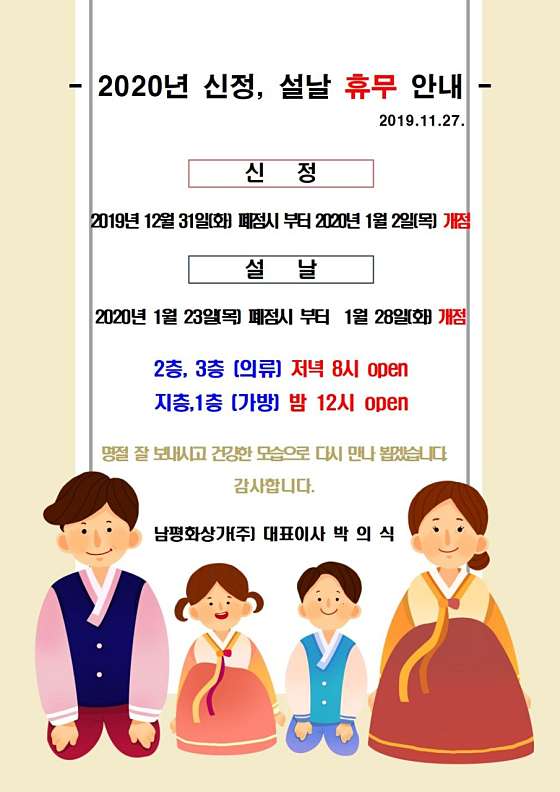 - 2020년 신정, 설날 휴무 안내 -
2019.11.27.
신 정
2019년 12월 31일(화) 폐점시 부터 2020년 1월 2일(목) 개점
설 날
2020년 1월 23일(목) 폐점시 부터 1월 28일(화) 개점
2층, 3층 (의류) 저녁 8시 open
지층,1층 (가방) 밤 12시 open
명절 잘 보내시고 건강한 모습으로 다시 만나 뵙겠습니다.
감사합니다.
남평화상가(주) 대표이사 박 의 식